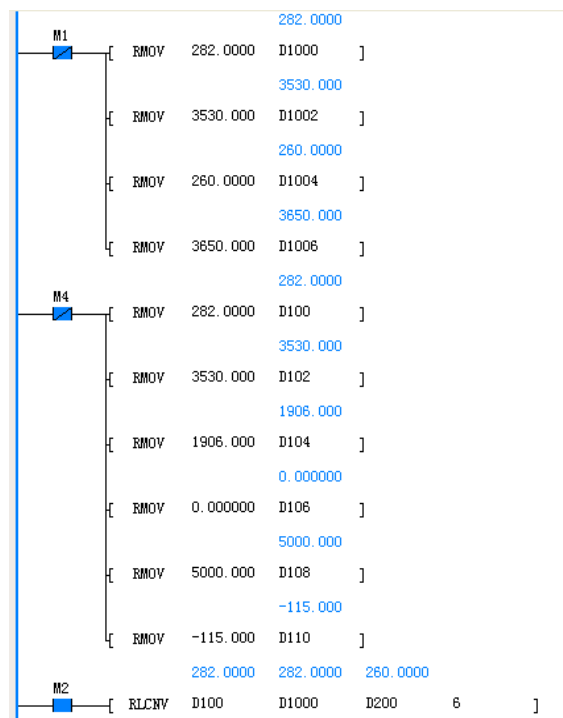 282.0000
M1
[ RMOV 282.0000 D1000 ]
3530.000
[ RMOV 3530.000 D1002 ]
260.0000
[ RMOV 260.0000 D1004 ]
3650.000
[ RMOV 3650.000 D1006 ]
282.0000
M4
[ RMOV 282.0000 D100 ]
3530.000
[ RMOV 3530.000 D102 ]
1906.000
[ RMOV 1906.000 D104 ]
0.000000
[ RMOV 0.000000 D106 ]
5000.000
[ RMOV 5000.000 D108 ]
-115.000
[ RMOV -115.000 D110 ]
282.0000 282.0000 260.0000
M2
[ RLCNV D100 D1000 D200 6 ]